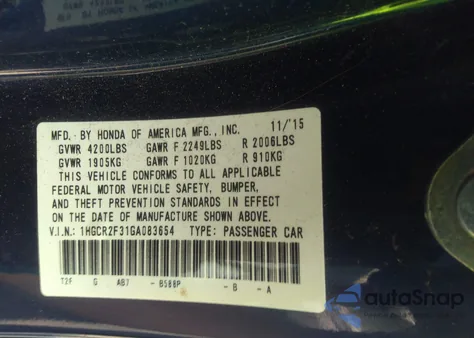 MFD. BY HONDA OF AMERICA MFG., INC. 11/'15
GVWR 4200LBS GAWR F 2249LBS R 2006LBS
GVWR 1905KG GAWR F 1020KG R 910KG
THIS VEHICLE CONFORMS TO ALL APPLICABLE
FEDERAL MOTOR VEHICLE SAFETY, BUMPER,
AND THEFT PREVENTION STANDARDS IN EFFECT
ON THE DATE OF MANUFACTURE SHOWN ABOVE.
V.I.N.: 1HGCR2F31GA083654 TYPE: PASSENGER CAR
T2F G AB7 - B588P - B - A
autoSnap